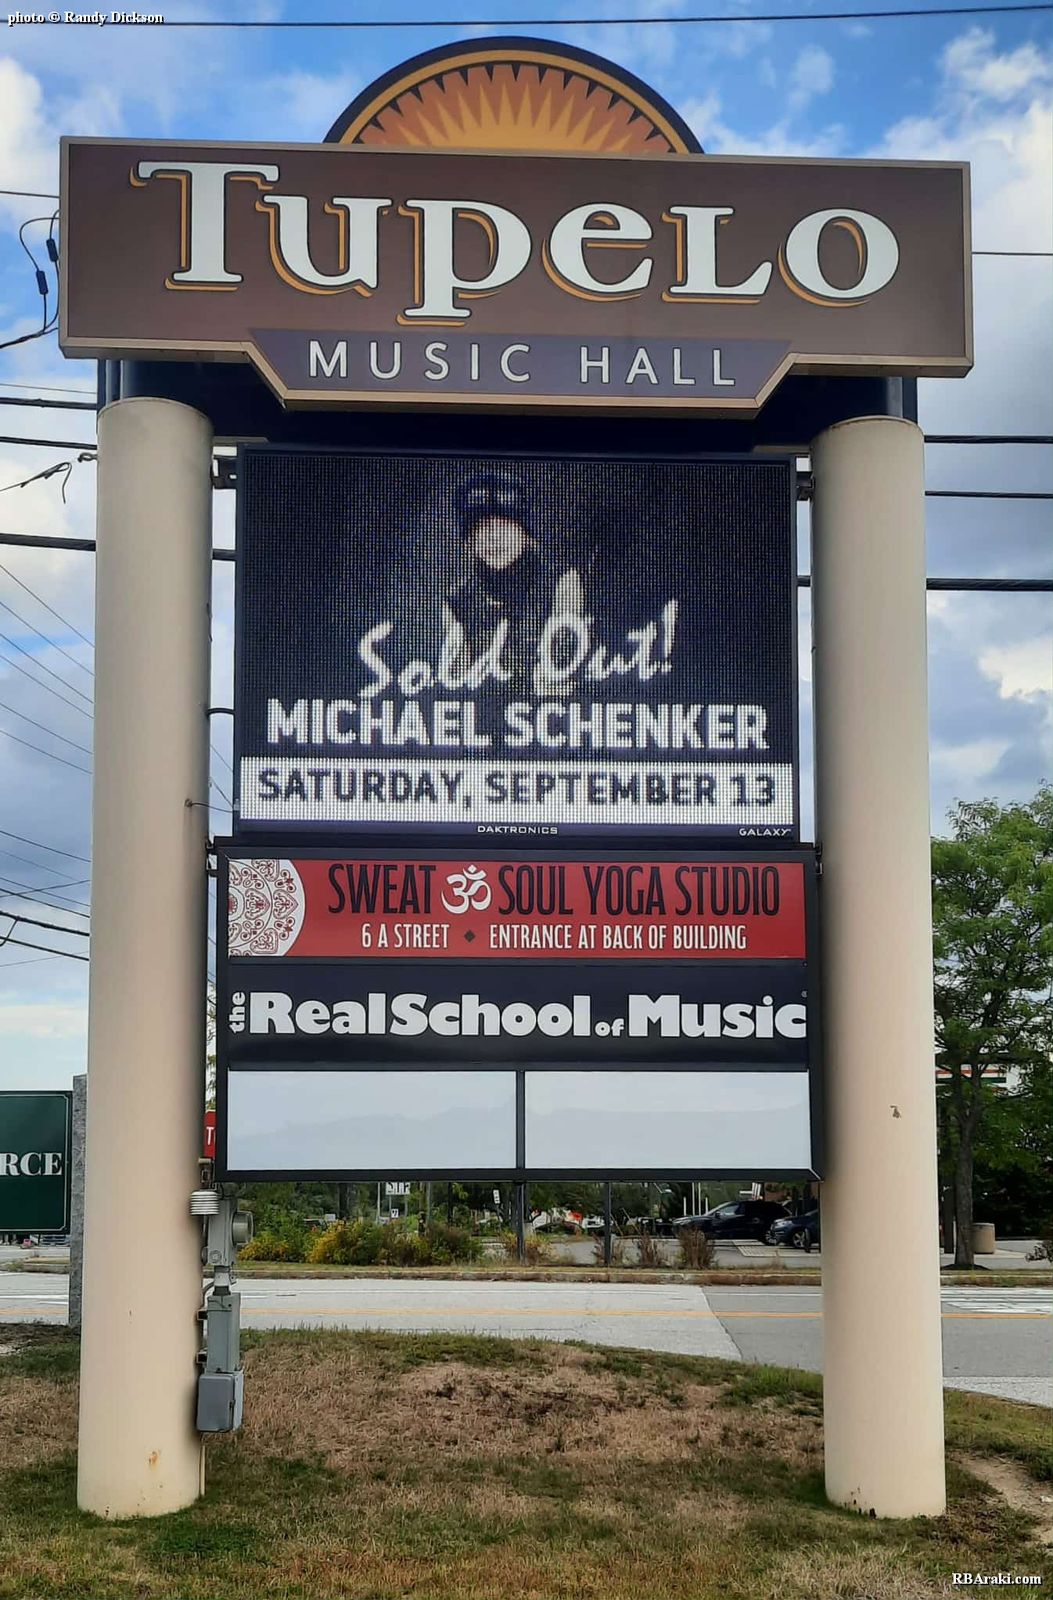 photo © Randy Dickson
Tupelo
MUSIC HALL
Sold Out!
MICHAEL SCHENKER
SATURDAY, SEPTEMBER 13
DAKTRONICS GALAXY
SWEAT ॐ SOUL YOGA STUDIO
6 A STREET ◆ ENTRANCE AT BACK OF BUILDING
the RealSchool of Music
RCE
RBAraki.com